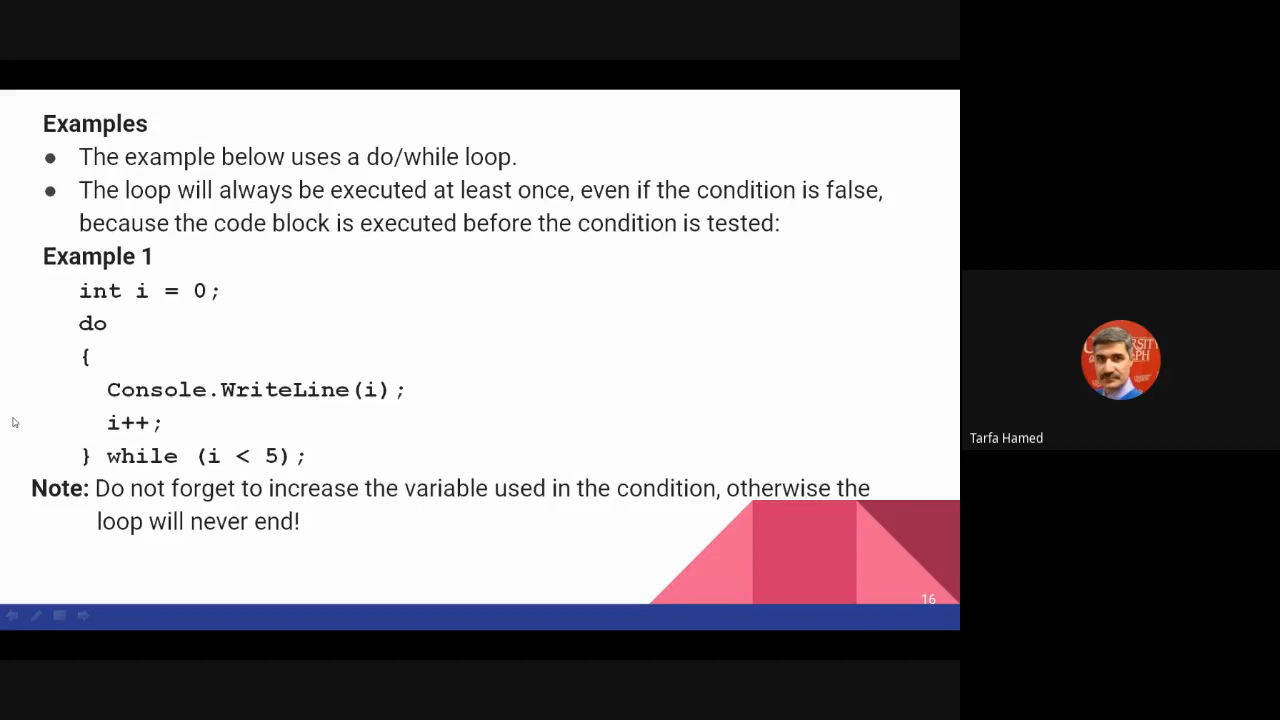 Examples
● The example below uses a do/while loop.
● The loop will always be executed at least once, even if the condition is false,
because the code block is executed before the condition is tested:
Example 1
int i = 0;
do
{
Console.WriteLine(i);
i++;
} while (i < 5);
Note: Do not forget to increase the variable used in the condition, otherwise the
loop will never end!
16
Tarfa Hamed